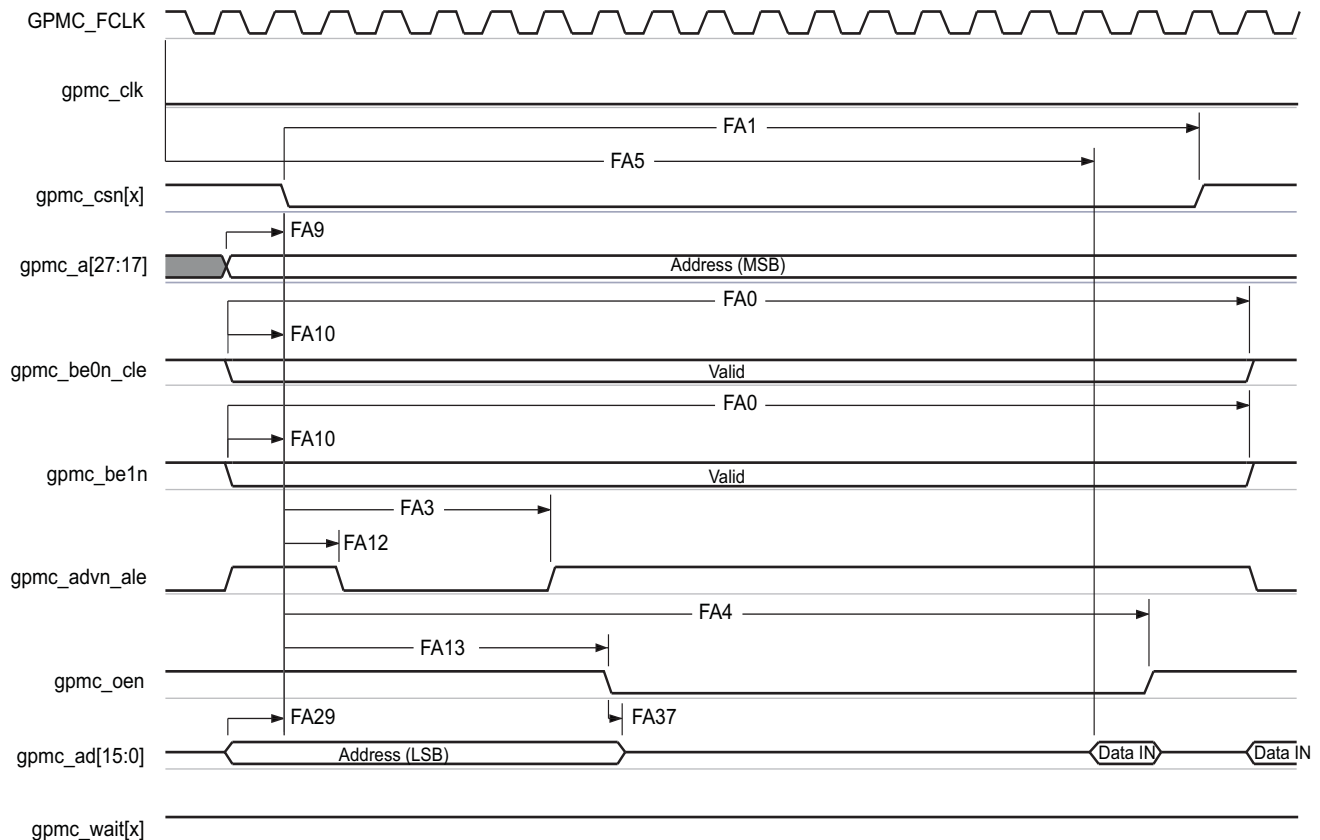 GPMC_FCLK
gpmc_clk
FA1
FA5
gpmc_csn[x]
FA9
gpmc_a[27:17]
Address (MSB)
FA0
FA10
gpmc_be0n_cle
Valid
FA0
FA10
gpmc_be1n
Valid
FA3
FA12
gpmc_advn_ale
FA4
FA13
gpmc_oen
FA29
FA37
gpmc_ad[15:0]
Address (LSB)
Data IN
Data IN
gpmc_wait[x]